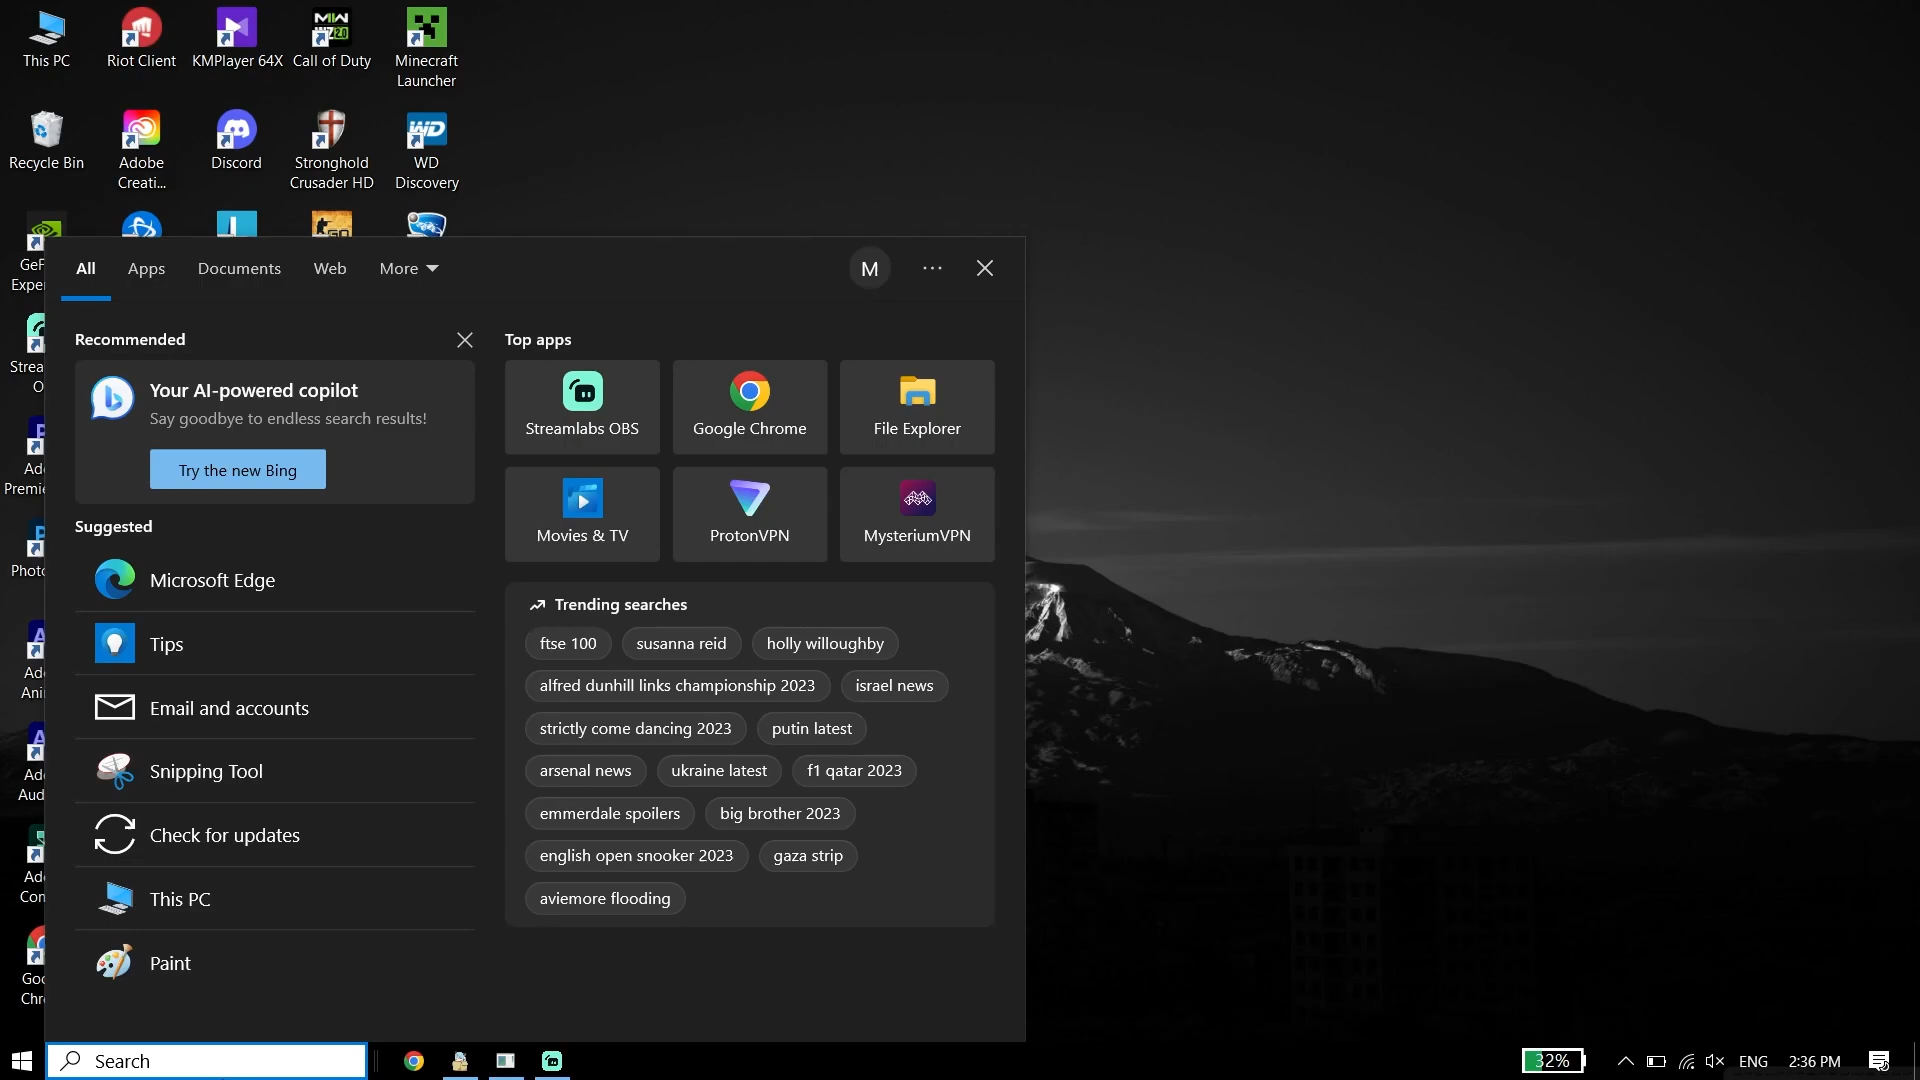 This PC
Riot Client
KMPlayer 64X
Call of Duty
Minecraft
Launcher
Recycle Bin
Adobe
Creati...
Discord
Stronghold
Crusader HD
WD
Discovery
All
Apps
Documents
Web
More
M
Recommended
Your AI-powered copilot
Say goodbye to endless search results!
Try the new Bing
Suggested
Microsoft Edge
Tips
Email and accounts
Snipping Tool
Check for updates
This PC
Paint
Top apps
Streamlabs OBS
Google Chrome
File Explorer
Movies & TV
ProtonVPN
MysteriumVPN
Trending searches
ftse 100
susanna reid
holly willoughby
alfred dunhill links championship 2023
israel news
strictly come dancing 2023
putin latest
arsenal news
ukraine latest
f1 qatar 2023
emmerdale spoilers
big brother 2023
english open snooker 2023
gaza strip
aviemore flooding
Search
32%
ENG
2:36 PM